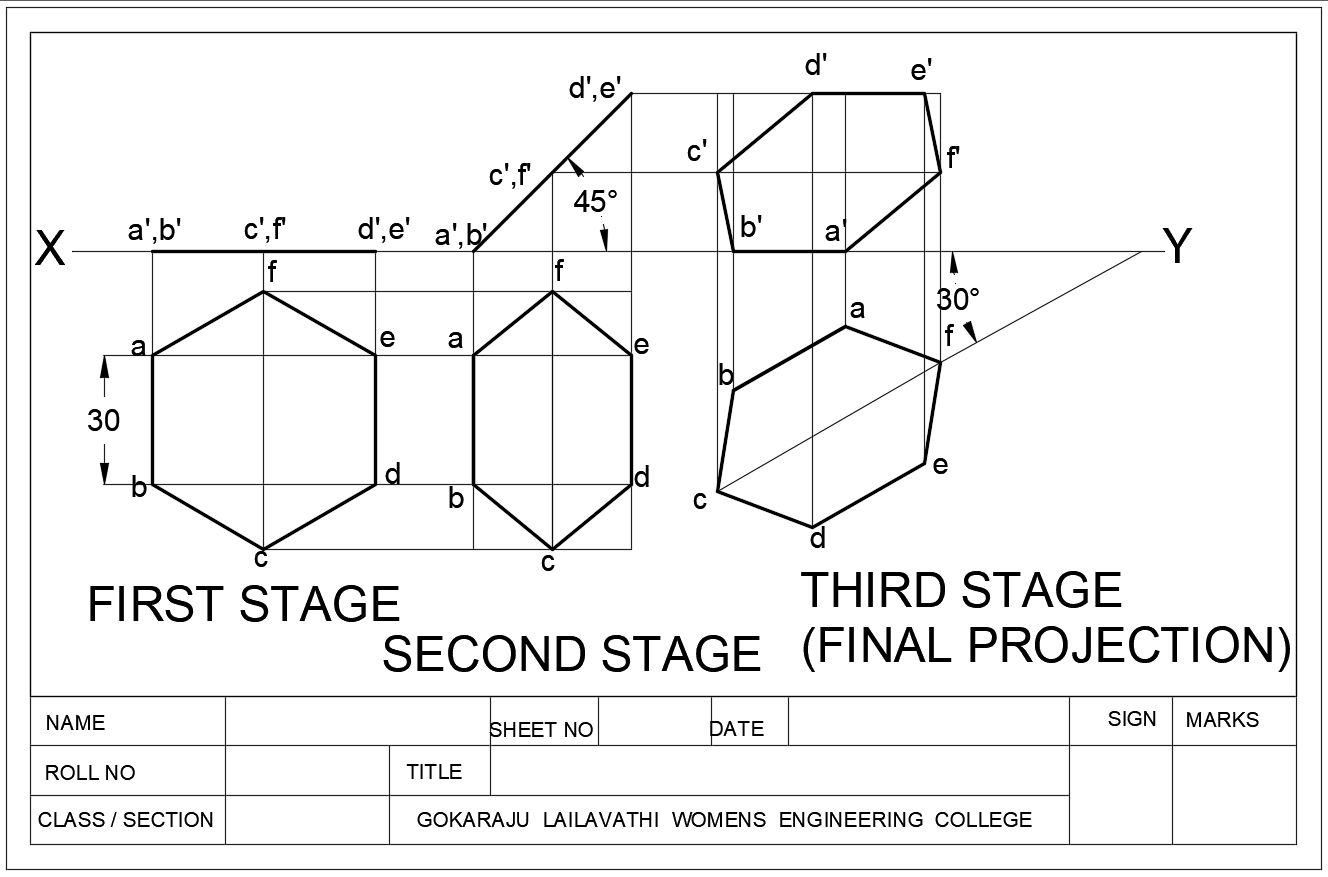 d' e'
d',e'
c' f'
c',f' 45°
X a',b' c',f' d',e' a',b' b' a' Y
f f 30°
a
a e a e f
b
30
b d b d c e
c c d
FIRST STAGE
SECOND STAGE
THIRD STAGE
(FINAL PROJECTION)
NAME SHEET NO DATE SIGN MARKS
ROLL NO TITLE
CLASS / SECTION GOKARAJU LAILAVATHI WOMENS ENGINEERING COLLEGE